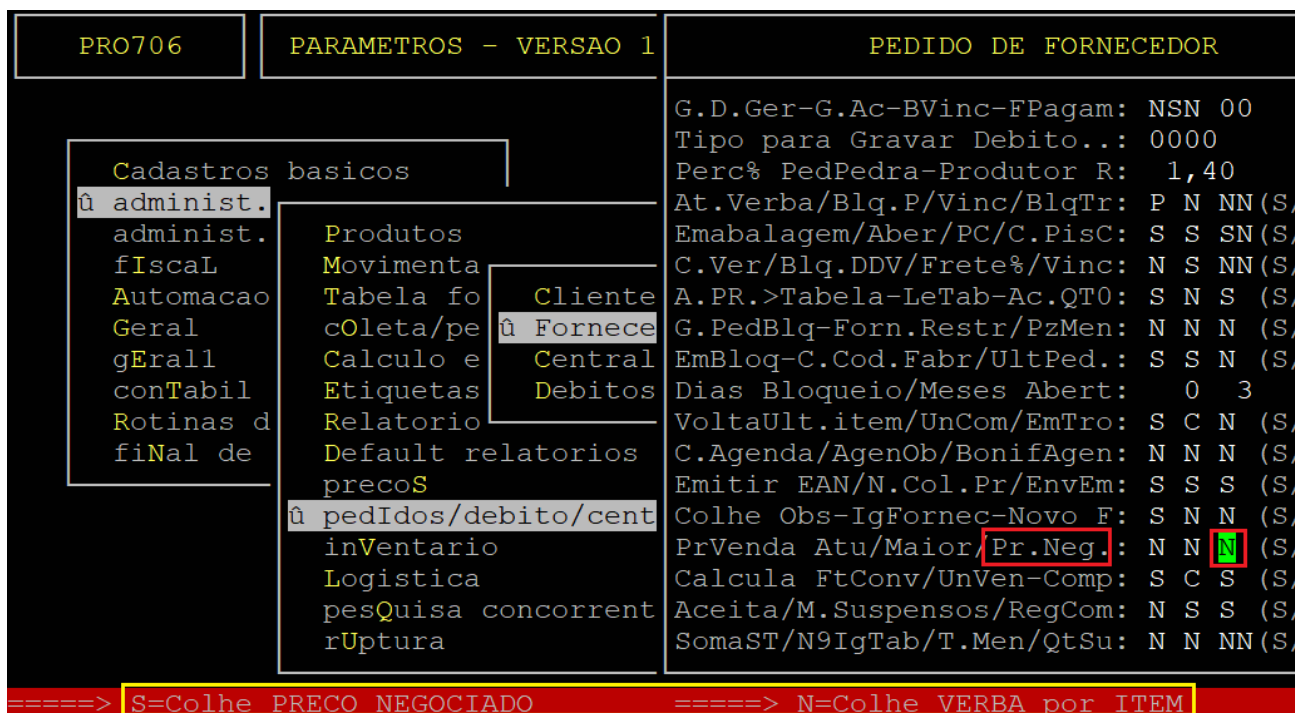 PRO706
PARAMETROS - VERSAO 1
PEDIDO DE FORNECEDOR
Cadastros basicos
û administ.
administ.
fIscaL
Automacao
Geral
gEral1
conTabil
Rotinas d
fiNal de
Produtos
Movimenta
Tabela fo
cOleta/pe
Calculo e
Etiquetas
Relatorio
Default relatorios
precoS
û pedIdos/debito/cent
inVentario
Logistica
pesQuisa concorrent
rUptura
Cliente
û Fornece
Central
Debitos
G.D.Ger-G.Ac-BVinc-FPagam: NSN 00
Tipo para Gravar Debito..: 0000
Perc% PedPedra-Produtor R: 1,40
At.Verba/Blq.P/Vinc/BlqTr: P N NN(S/
Emabalagem/Aber/PC/C.PisC: S S SN(S/
C.Ver/Blq.DDV/Frete%/Vinc: N S NN(S/
A.PR.>Tabela-LeTab-Ac.QT0: S N S (S/
G.PedBlq-Forn.Restr/PzMen: N N N (S/
EmBloq-C.Cod.Fabr/UltPed.: S S N (S/
Dias Bloqueio/Meses Abert: 0 3
VoltaUlt.item/UnCom/EmTro: S C N (S/
C.Agenda/AgenOb/BonifAgen: N N N (S/
Emitir EAN/N.Col.Pr/EnvEm: S S S (S/
Colhe Obs-IgFornec-Novo F: S N N (S/
PrVenda Atu/Maior/Pr.Neg.: N N N (S/
Calcula FtConv/UnVen-Comp: S C S (S/
Aceita/M.Suspensos/RegCom: N S S (S/
SomaST/N9IgTab/T.Men/QtSu: N N NN(S/
=====> S=Colhe PRECO NEGOCIADO =====> N=Colhe VERBA por ITEM